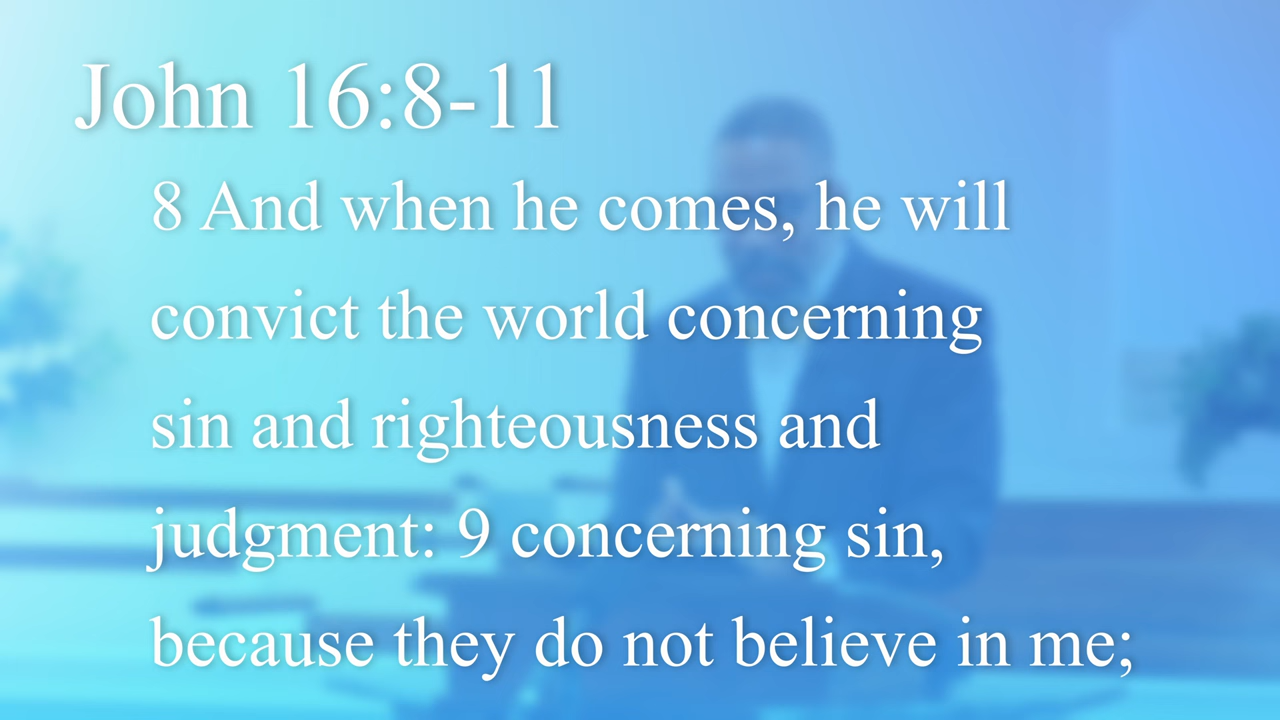 John 16:8-11
8 And when he comes, he will
convict the world concerning
sin and righteousness and
judgment: 9 concerning sin,
because they do not believe in me;